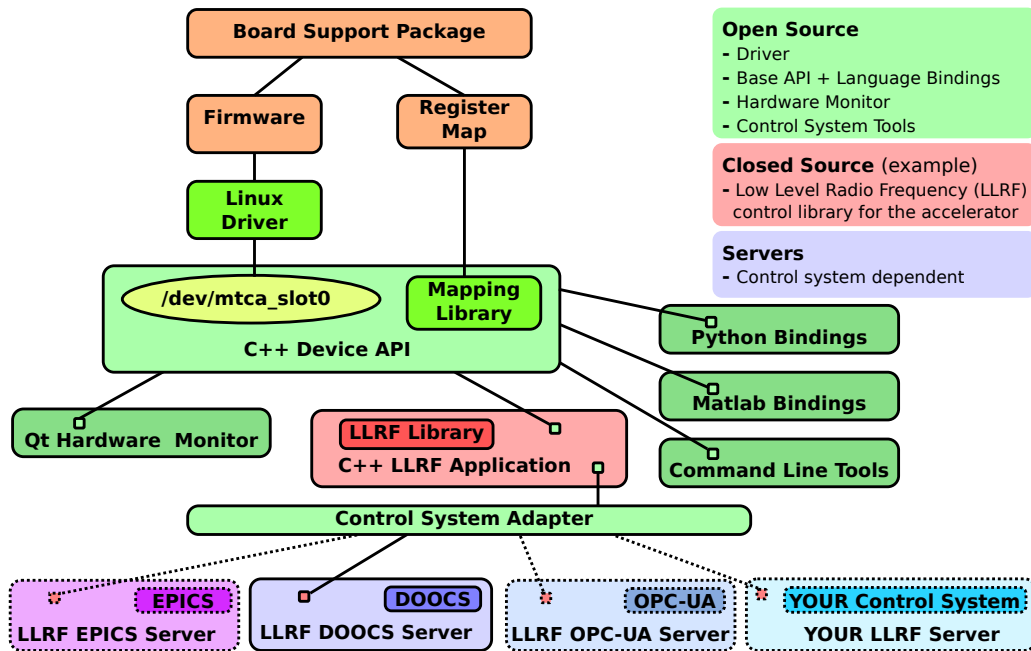 Board Support Package
Firmware
Register
Map
Linux
Driver
/dev/mtca_slot0
Mapping
Library
C++ Device API
Qt Hardware  Monitor
LLRF Library
C++ LLRF Application
Python Bindings
Matlab Bindings
Command Line Tools
Control System Adapter
EPICS
LLRF EPICS Server
DOOCS
LLRF DOOCS Server
OPC-UA
LLRF OPC-UA Server
YOUR Control System
YOUR LLRF Server
Open Source
- Driver
- Base API + Language Bindings
- Hardware Monitor
- Control System Tools
Closed Source (example)
- Low Level Radio Frequency (LLRF)
control library for the accelerator
Servers
- Control system dependent